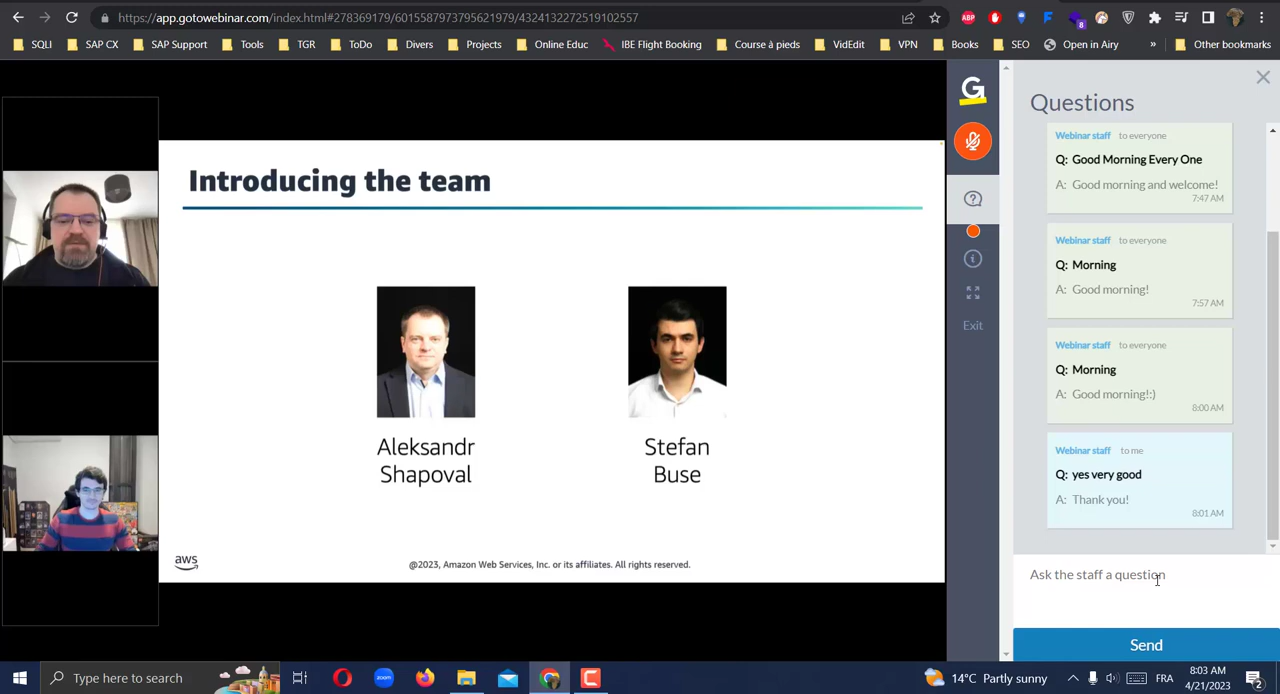 https://app.gotowebinar.com/index.html#278369179/6015587973795621979/4324132272519102557
ABP
F
8
SQLI
SAP CX
SAP Support
Tools
TGR
ToDo
Divers
Projects
Online Educ
IBE Flight Booking
Course à pieds
VidEdit
VPN
Books
SEO
Open in Airy
»
Other bookmarks
Introducing the team
Aleksandr
Shapoval
Stefan
Buse
aws
@2023, Amazon Web Services, Inc. or its affiliates. All rights reserved.
G
Exit
Questions
Webinar staff to everyone
Q: Good Morning Every One
A: Good morning and welcome!
7:47 AM
Webinar staff to everyone
Q: Morning
A: Good morning!
7:57 AM
Webinar staff to everyone
Q: Morning
A: Good morning!:)
8:00 AM
Webinar staff to me
Q: yes very good
A: Thank you!
8:01 AM
Ask the staff a question
Send
Type here to search
zoom
14°C Partly sunny
FRA
8:03 AM
4/21/2023
2